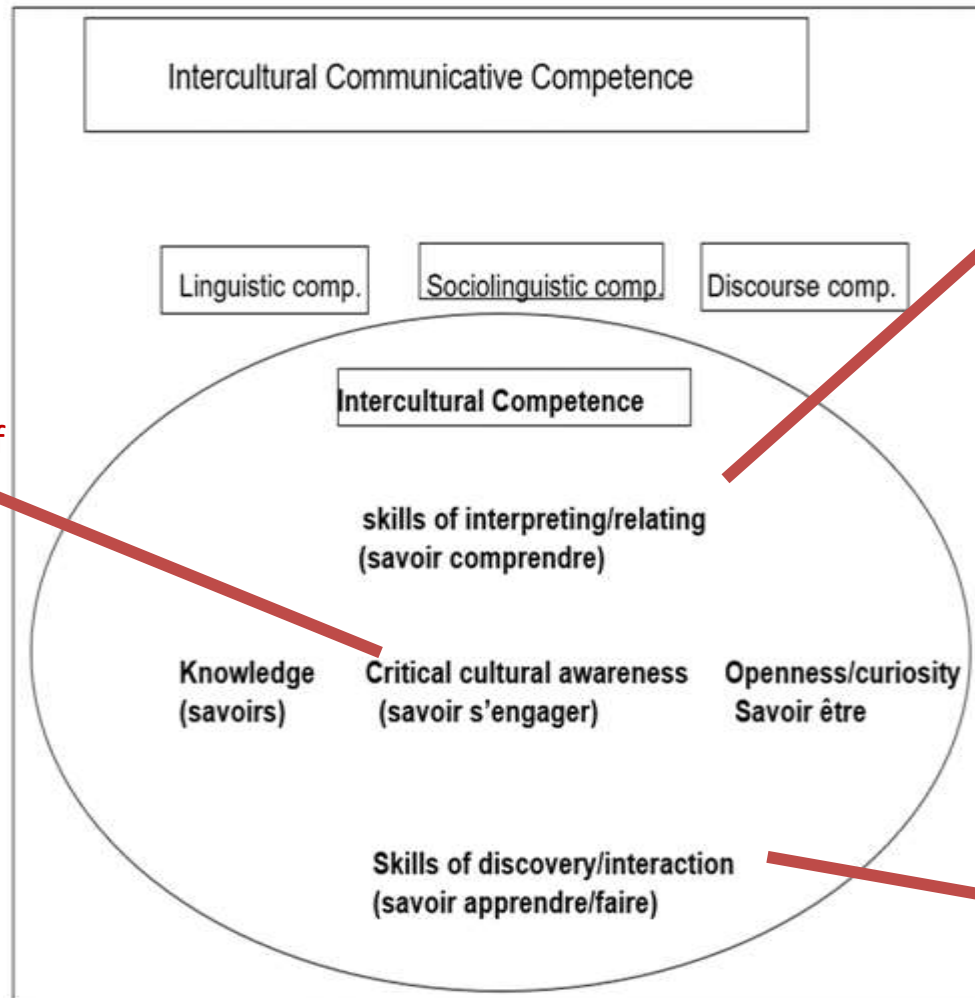 Intercultural Communicative Competence
Linguistic comp.
Sociolinguistic comp.
Discourse comp.
Intercultural Competence
skills of interpreting/relating
(savoir comprendre)
Knowledge
(savoirs)
Critical cultural awareness
(savoir s’engager)
Openness/curiosity
Savoir être
Skills of discovery/interaction
(savoir apprendre/faire)